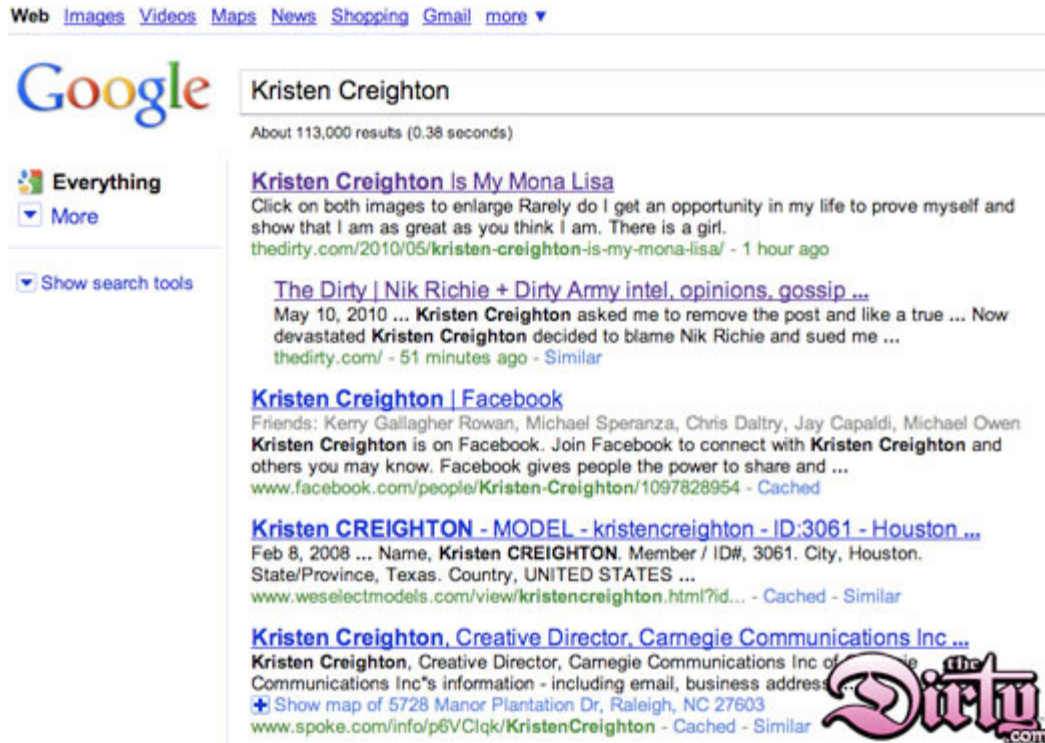 Web Images Videos Maps News Shopping Gmail more ▼
Google
Kristen Creighton
About 113,000 results (0.38 seconds)
Everything
More
Show search tools
Kristen Creighton Is My Mona Lisa
Click on both images to enlarge Rarely do I get an opportunity in my life to prove myself and
show that I am as great as you think I am. There is a girl.
thedirty.com/2010/05/kristen-creighton-is-my-mona-lisa/ - 1 hour ago
The Dirty | Nik Richie + Dirty Army intel, opinions, gossip ...
May 10, 2010 ... Kristen Creighton asked me to remove the post and like a true ... Now
devastated Kristen Creighton decided to blame Nik Richie and sued me ...
thedirty.com/ - 51 minutes ago - Similar
Kristen Creighton | Facebook
Friends: Kerry Gallagher Rowan, Michael Speranza, Chris Daltry, Jay Capaldi, Michael Owen
Kristen Creighton is on Facebook. Join Facebook to connect with Kristen Creighton and
others you may know. Facebook gives people the power to share and ...
www.facebook.com/people/Kristen-Creighton/1097828954 - Cached
Kristen CREIGHTON - MODEL - kristencreighton - ID:3061 - Houston ...
Feb 8, 2008 ... Name, Kristen CREIGHTON. Member / ID#, 3061. City, Houston.
State/Province, Texas. Country, UNITED STATES ...
www.weselectmodels.com/view/kristencreighton.html?id... - Cached - Similar
Kristen Creighton, Creative Director, Carnegie Communications Inc ...
Kristen Creighton, Creative Director, Carnegie Communications Inc of
Communications Inc"s information - including email, business address
Show map of 5728 Manor Plantation Dr, Raleigh, NC 27603
www.spoke.com/info/p6VClqk/KristenCreighton - Cached - Similar
the
Dirty
.com